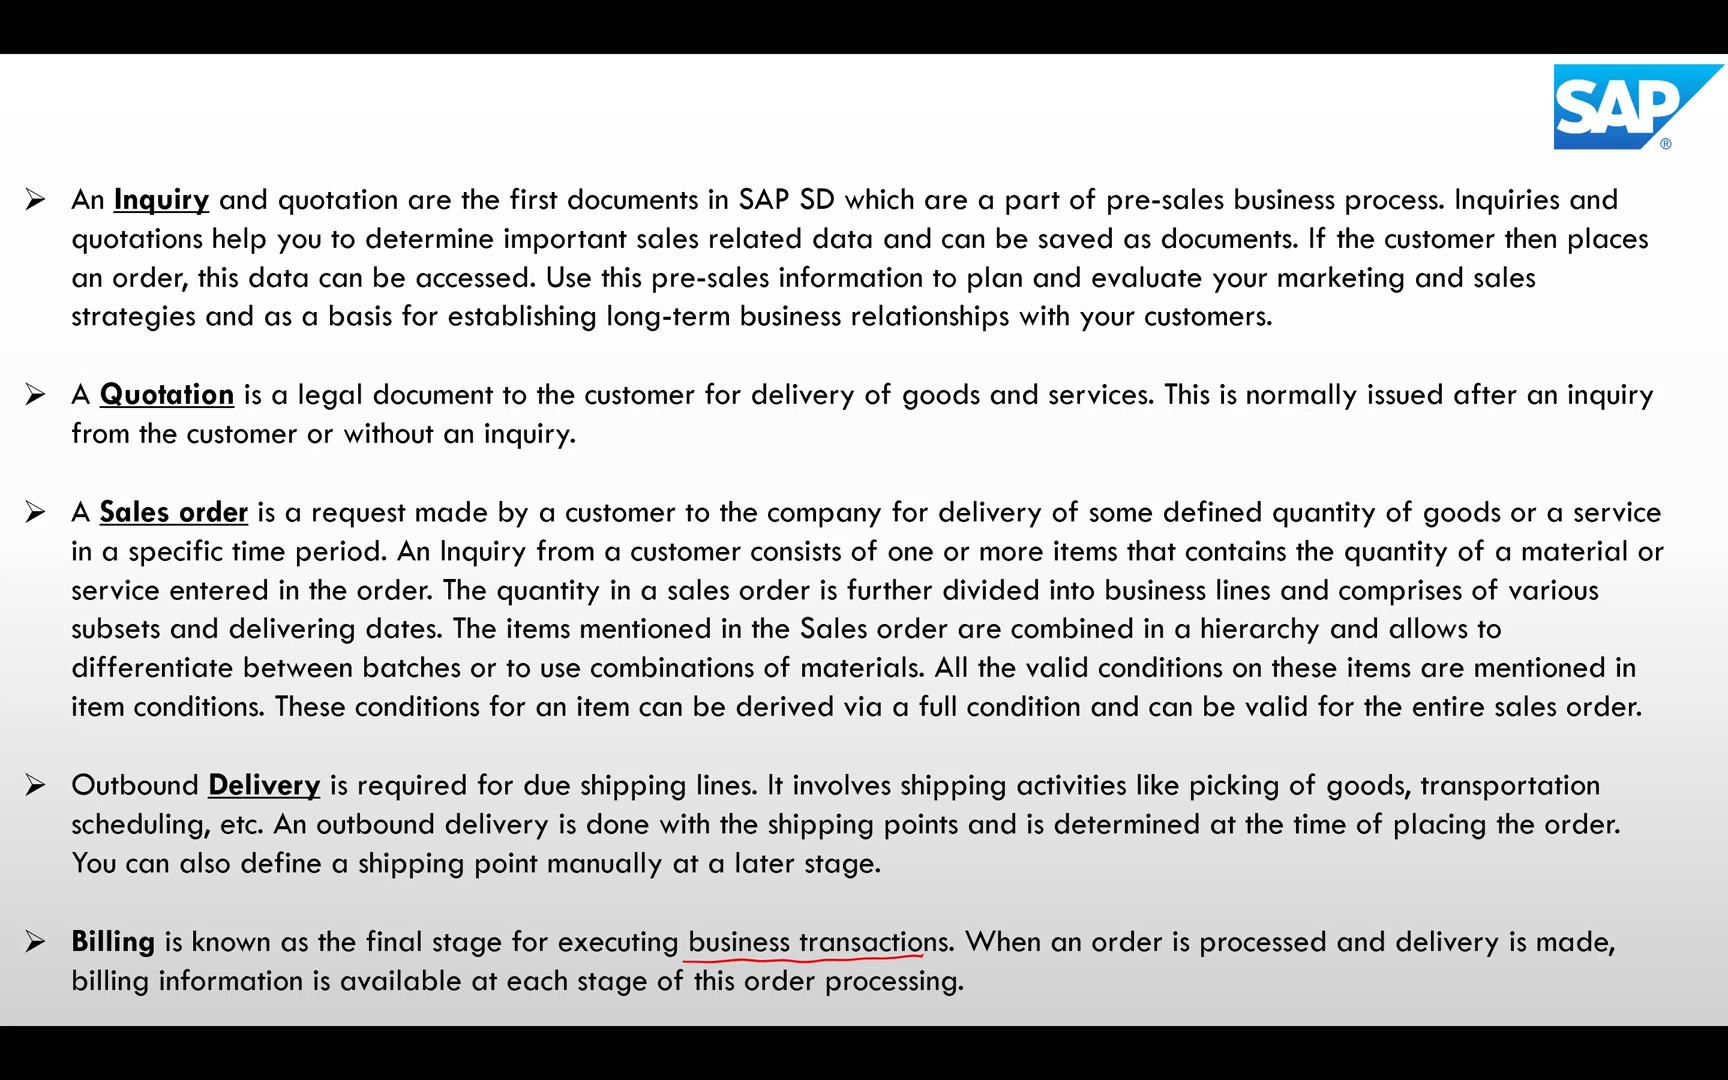 SAP
®
An Inquiry and quotation are the first documents in SAP SD which are a part of pre-sales business process. Inquiries and
quotations help you to determine important sales related data and can be saved as documents. If the customer then places
an order, this data can be accessed. Use this pre-sales information to plan and evaluate your marketing and sales
strategies and as a basis for establishing long-term business relationships with your customers.
A Quotation is a legal document to the customer for delivery of goods and services. This is normally issued after an inquiry
from the customer or without an inquiry.
A Sales order is a request made by a customer to the company for delivery of some defined quantity of goods or a service
in a specific time period. An Inquiry from a customer consists of one or more items that contains the quantity of a material or
service entered in the order. The quantity in a sales order is further divided into business lines and comprises of various
subsets and delivering dates. The items mentioned in the Sales order are combined in a hierarchy and allows to
differentiate between batches or to use combinations of materials. All the valid conditions on these items are mentioned in
item conditions. These conditions for an item can be derived via a full condition and can be valid for the entire sales order.
Outbound Delivery is required for due shipping lines. It involves shipping activities like picking of goods, transportation
scheduling, etc. An outbound delivery is done with the shipping points and is determined at the time of placing the order.
You can also define a shipping point manually at a later stage.
Billing is known as the final stage for executing business transactions. When an order is processed and delivery is made,
billing information is available at each stage of this order processing.